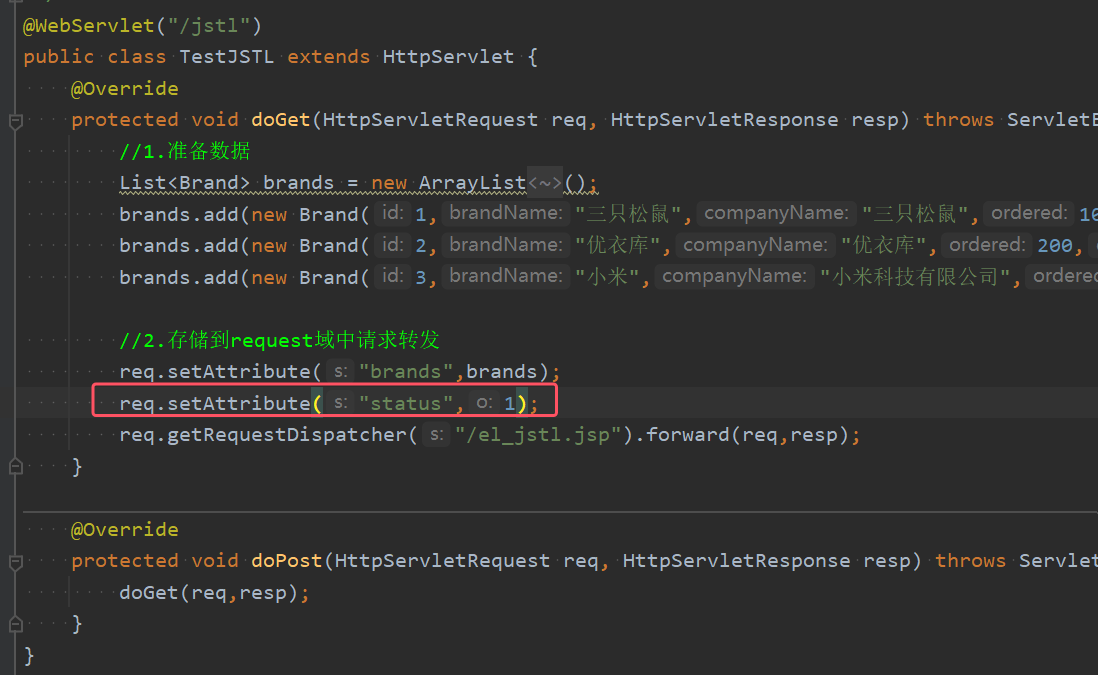 @WebServlet("/jstl")
public class TestJSTL extends HttpServlet {
@Override
protected void doGet(HttpServletRequest req, HttpServletResponse resp) throws ServletE
//1.准备数据
List<Brand> brands = new ArrayList<~>();
brands.add(new Brand( id: 1, brandName: "三只松鼠", companyName: "三只松鼠", ordered: 10
brands.add(new Brand( id: 2, brandName: "优衣库", companyName: "优衣库", ordered: 200,
brands.add(new Brand( id: 3, brandName: "小米", companyName: "小米科技有限公司", ordered
//2.存储到request域中请求转发
req.setAttribute( s: "brands",brands);
req.setAttribute( s: "status", o: 1);
req.getRequestDispatcher( s: "/el_jstl.jsp").forward(req,resp);
}
@Override
protected void doPost(HttpServletRequest req, HttpServletResponse resp) throws Servlet
doGet(req,resp);
}
}